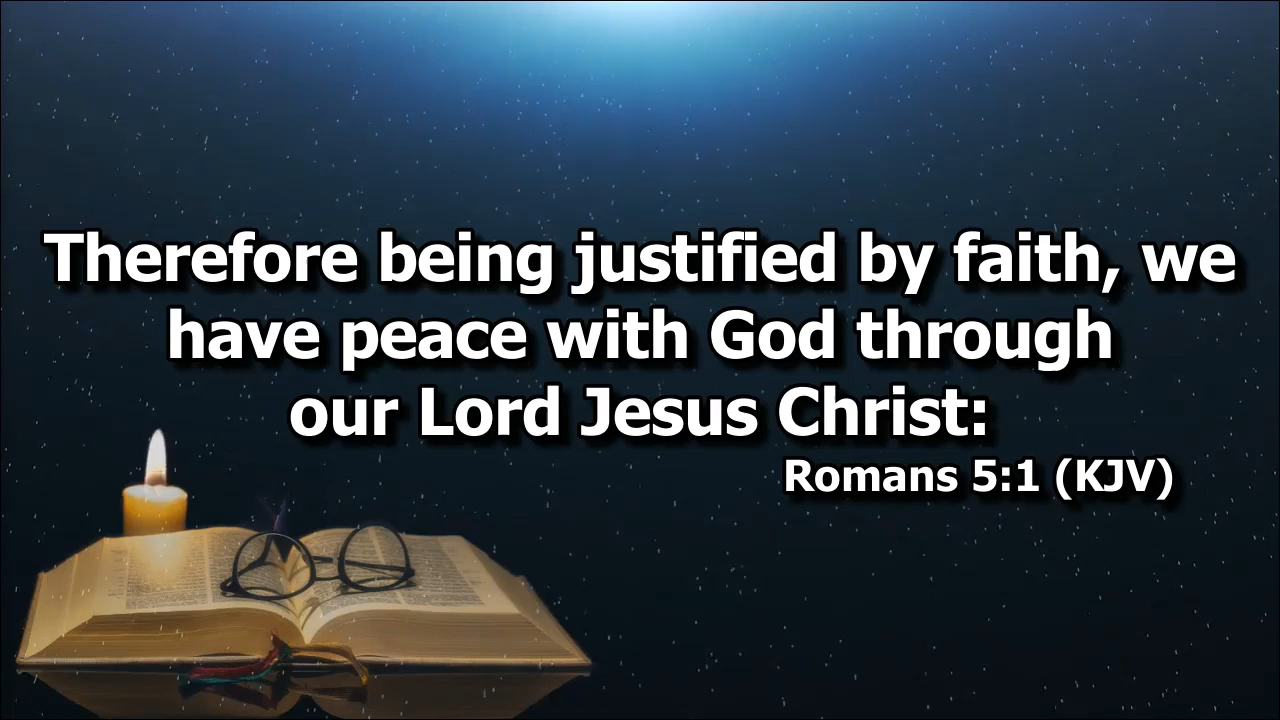 Therefore being justified by faith, we
have peace with God through
our Lord Jesus Christ:
Romans 5:1 (KJV)